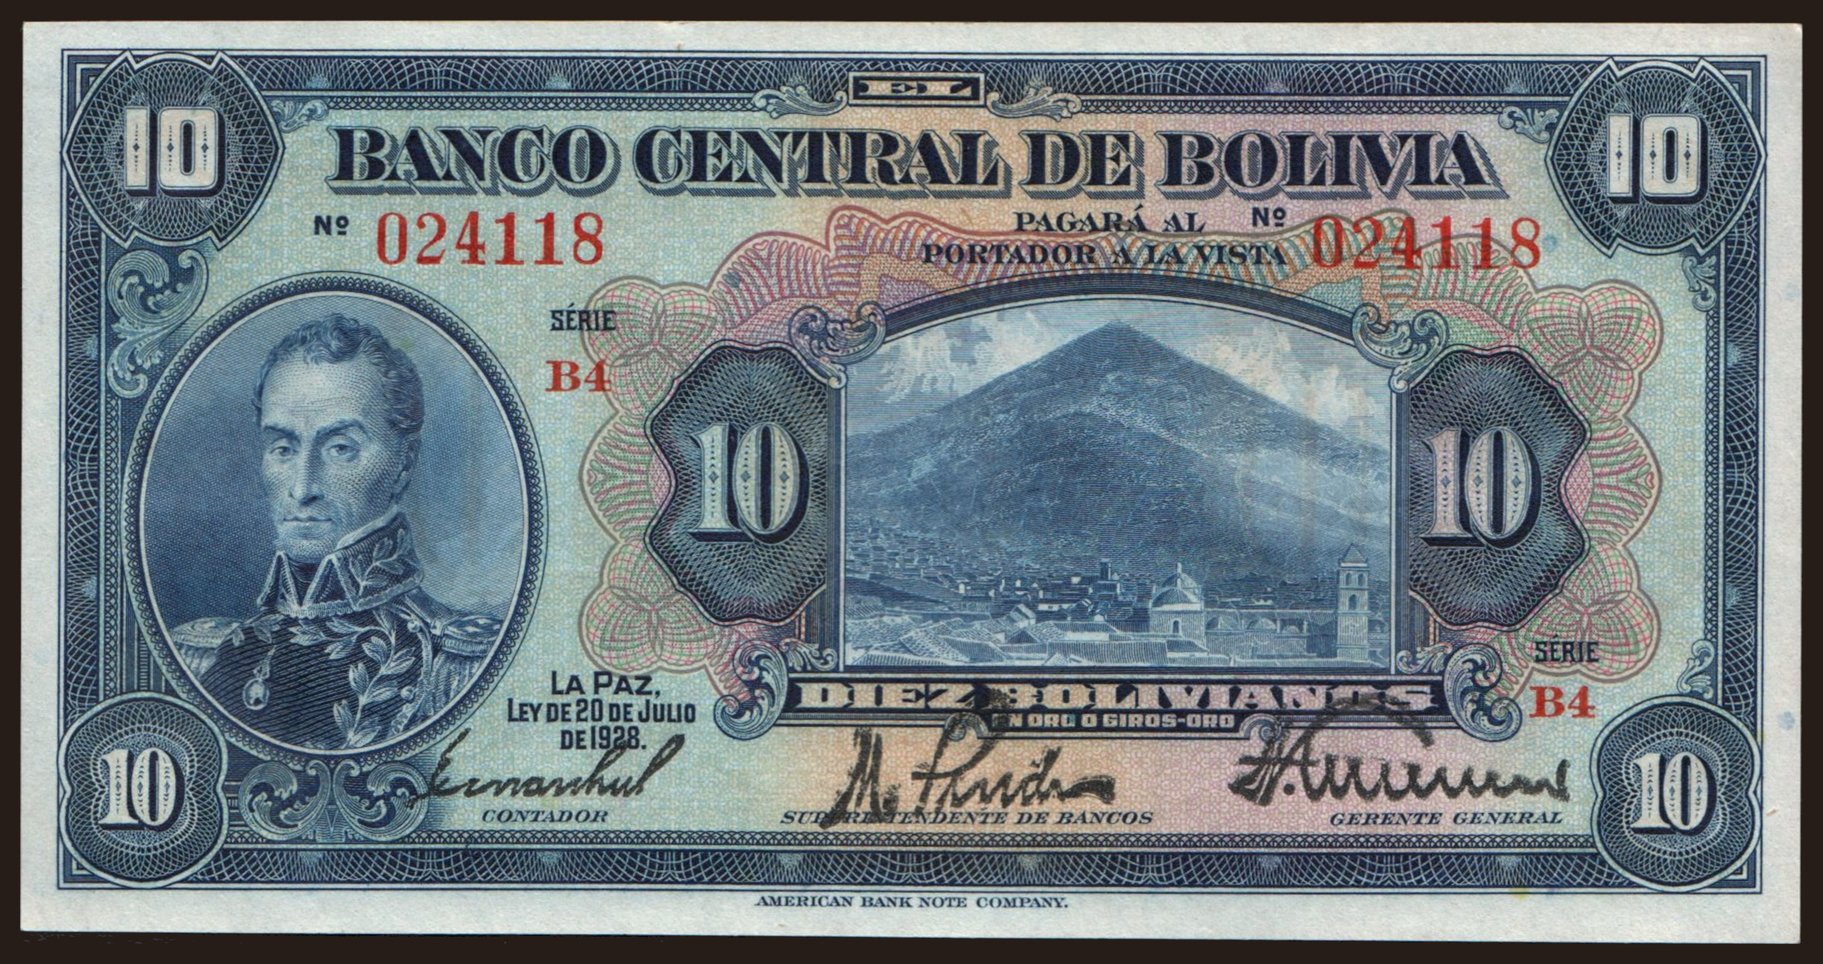 10
EL
10
BANCO CENTRAL DE BOLIVIA
Nº 024118
PAGARÁ AL
PORTADOR A LA VISTA
Nº 024118
SÉRIE
B4
10
10
SÉRIE
B4
LA PAZ,
LEY DE 20 DE JULIO
DE 1928.
DIEZ BOLIVIANOS
EN ORO O GIROS-ORO
CONTADOR
SUPERINTENDENTE DE BANCOS
GERENTE GENERAL
10
10
AMERICAN BANK NOTE COMPANY.